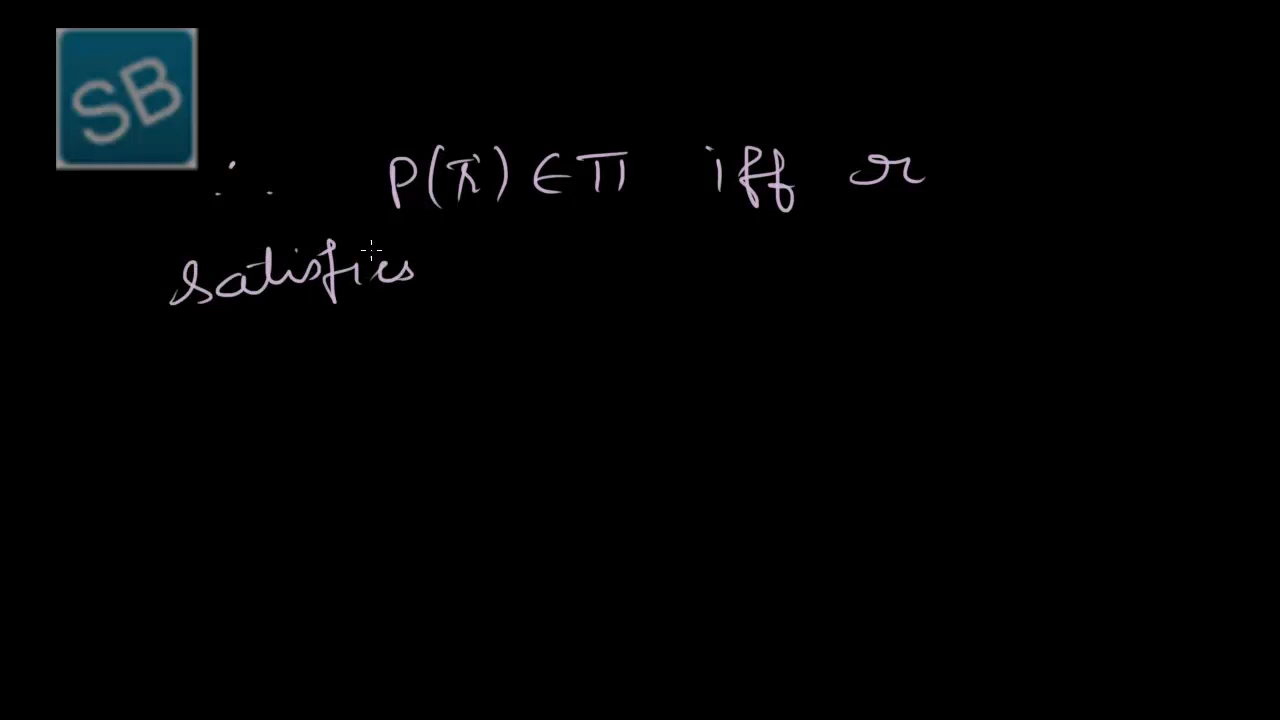 SB
∴ P(r̄) ∈ π iff r
satisfies